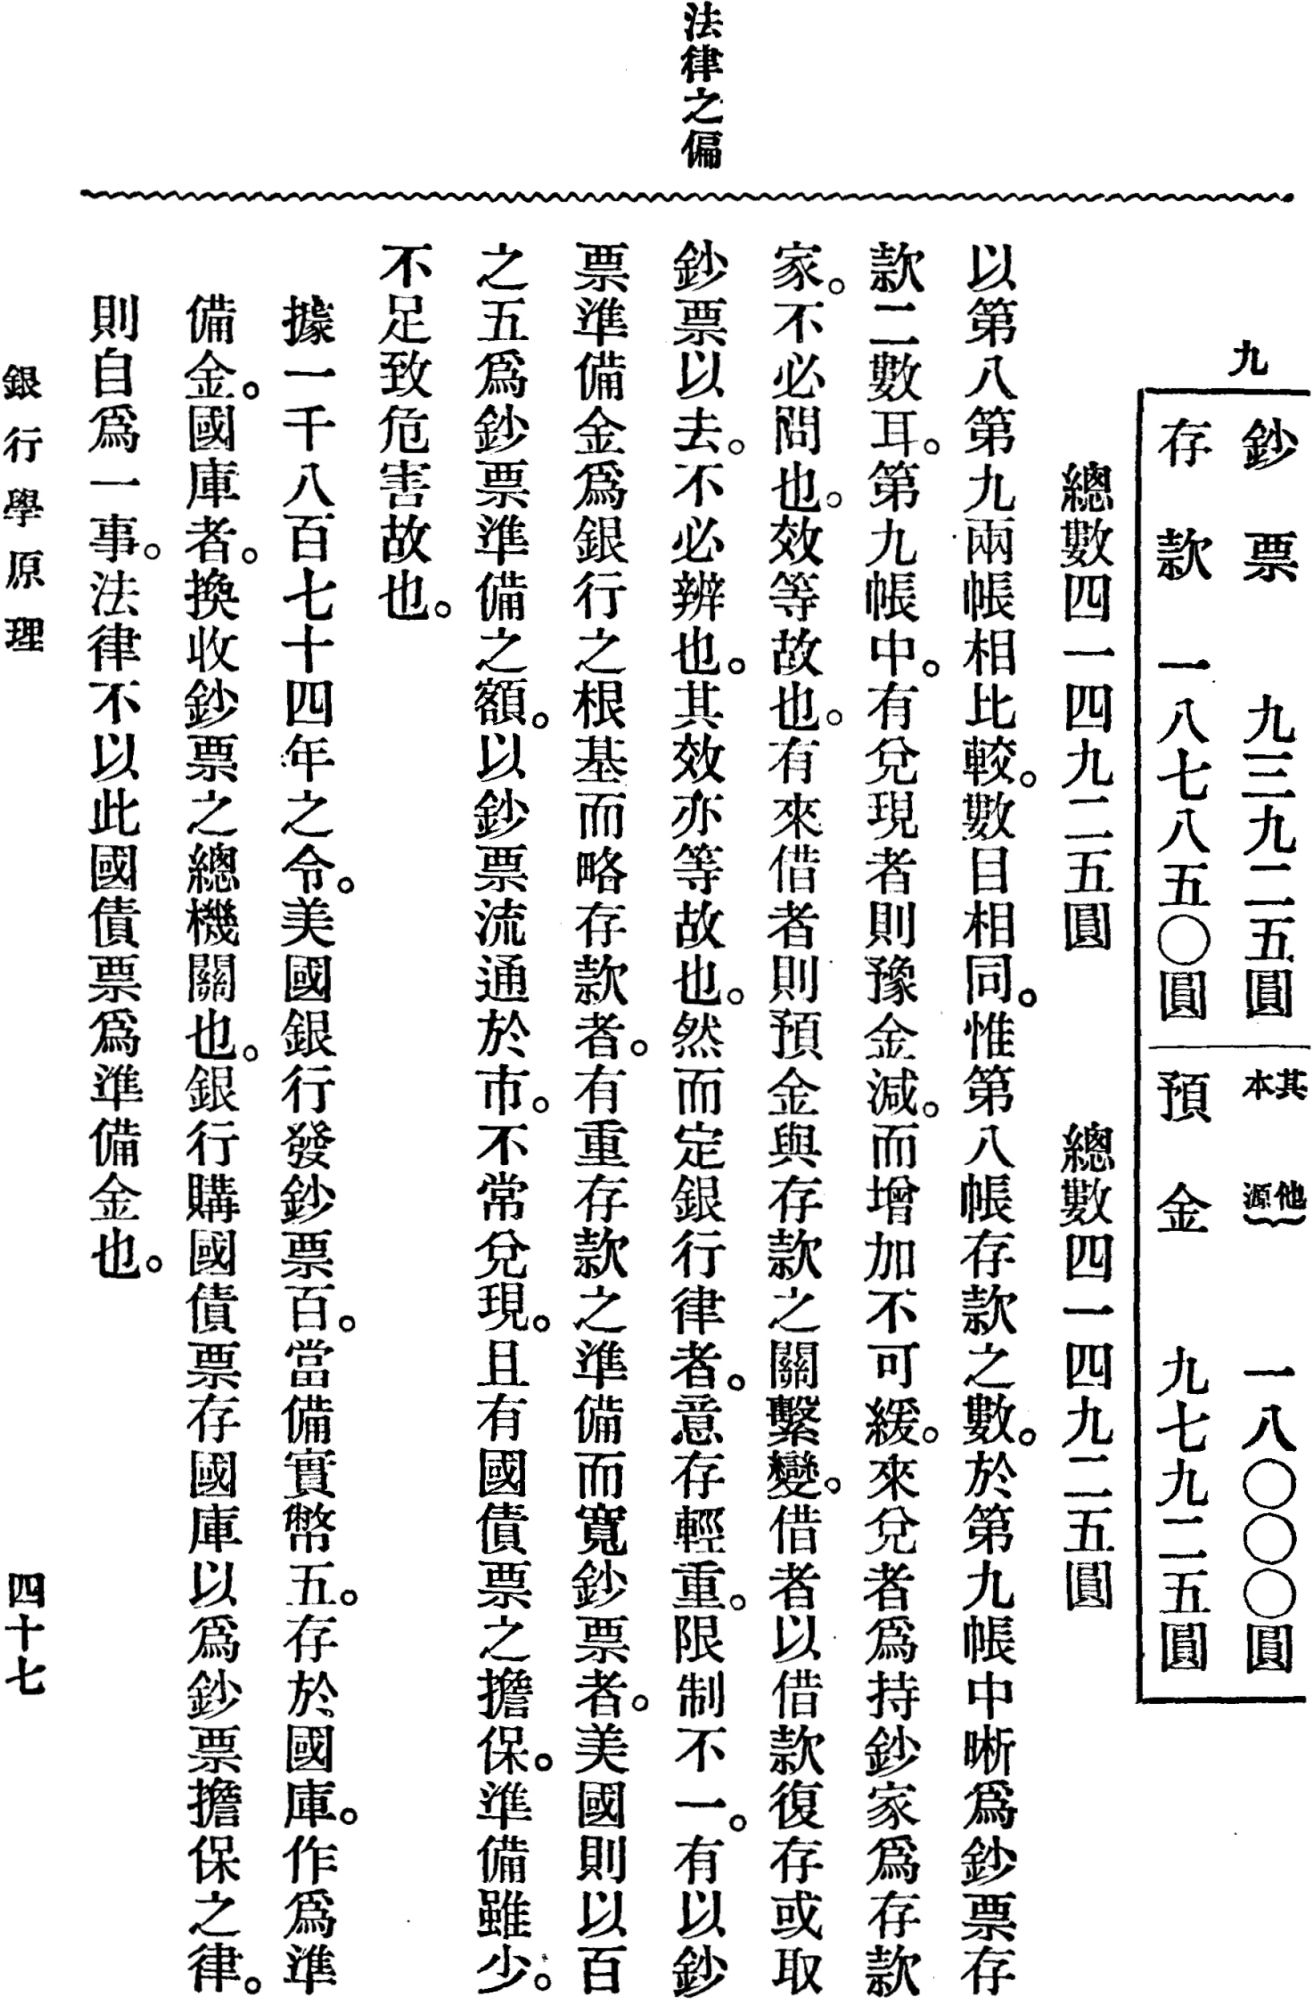 法律之偏
九
鈔票 九三九二五圓 其他本源 一八〇〇〇圓
存款 一八七八五〇圓 預金 九七九二五圓
總數四一四九二五圓 總數四一四九二五圓
以第八第九兩帳相比較。數目相同。惟第八帳存款之數。於第九帳中晰爲鈔票存
款二數耳。第九帳中。有兌現者則豫金減。而增加不可緩。來兌者爲持鈔家爲存款
家。不必問也。效等故也。有來借者則預金與存款之關繫變。借者以借款復存或取
鈔票以去。不必辨也。其效亦等故也。然而定銀行律者。意存輕重。限制不一。有以鈔
票準備金爲銀行之根基而略存款者。有重存款之準備而寬鈔票者。美國則以百
之五爲鈔票準備之額。以鈔票流通於市。不常兌現。且有國債票之擔保。準備雖少。
不足致危害故也。
據一千八百七十四年之令。美國銀行發鈔票百。當備實幣五。存於國庫。作爲準
備金。國庫者。換收鈔票之總機關也。銀行購國債票存國庫以爲鈔票擔保之律。
則自爲一事。法律不以此國債票爲準備金也。
銀行學原理
四十七